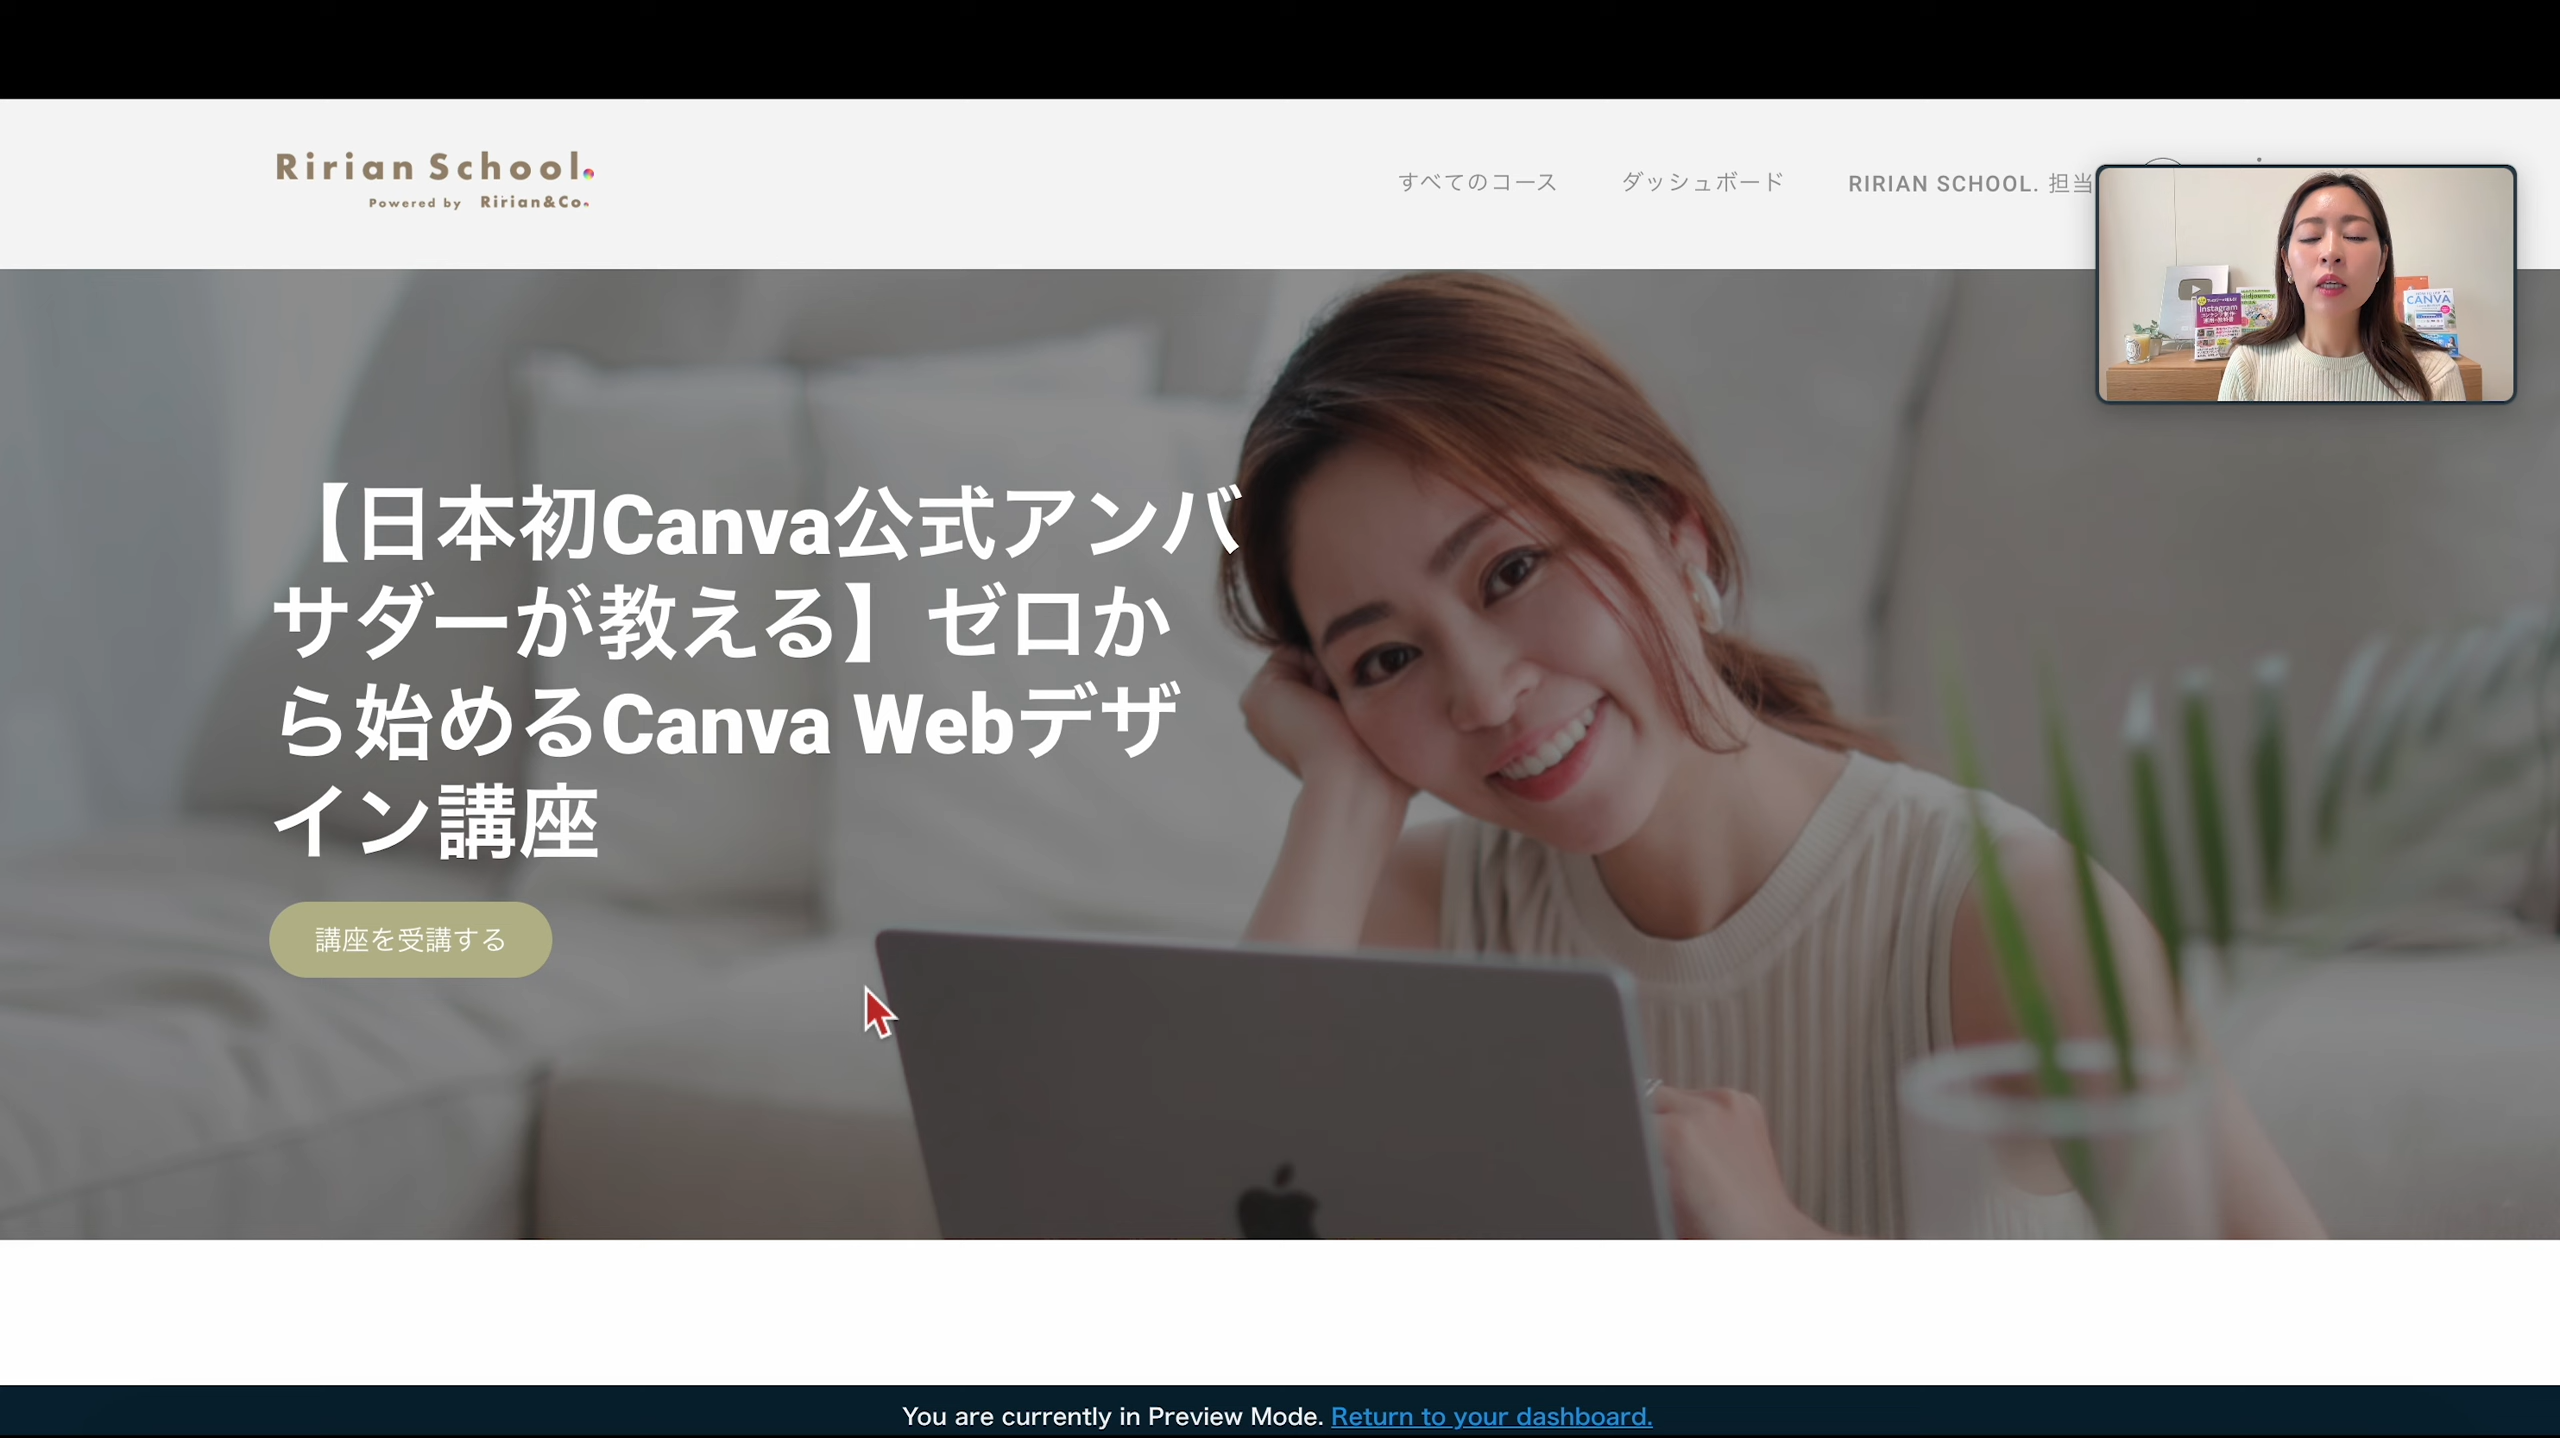 Ririan School.
Powered by Ririan&Co.
すべてのコース
ダッシュボード
RIRIAN SCHOOL. 担当
【日本初Canva公式アンバ
サダーが教える】ゼロか
ら始めるCanva Webデザ
イン講座
講座を受講する
Instagram
CANVA
You are currently in Preview Mode. Return to your dashboard.